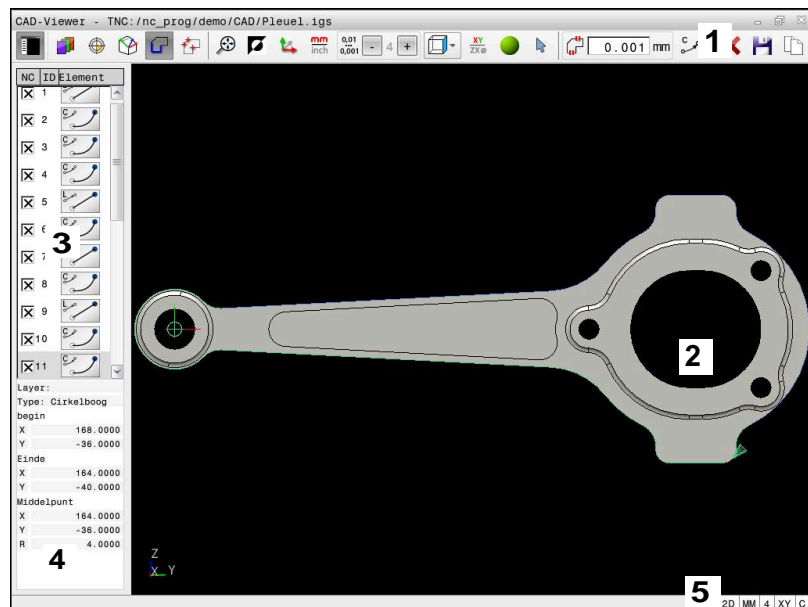 CAD-Viewer - TNC:/nc_prog/demo/CAD/Pleuel.igs
mm
inch
0,01
0,001
- 4 +
XY
ZX
0.001 mm
C
1
NC ID Element
1
2 C
3 C
4 C
5 L
6 C
7
8 C
9 L
10 C
11 C
3
2
Layer:
Type: Cirkelboog
begin
X 168.0000
Y -36.0000
Einde
X 164.0000
Y -40.0000
Middelpunt
X 164.0000
Y -36.0000
R 4.0000
4
Z
X Y
5
2D MM 4 XY C